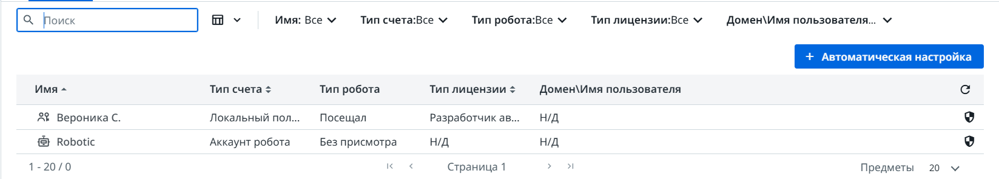 Поиск Имя: Все Тип счета:Все Тип робота:Все Тип лицензии:Все Домен\Имя пользователя...
+ Автоматическая настройка
Имя Тип счета Тип робота Тип лицензии Домен\Имя пользователя
Вероника С. Локальный пол... Посещал Разработчик ав... Н/Д
Robotic Аккаунт робота Без присмотра Н/Д Н/Д
1 - 20 / 0 Страница 1 Предметы 20